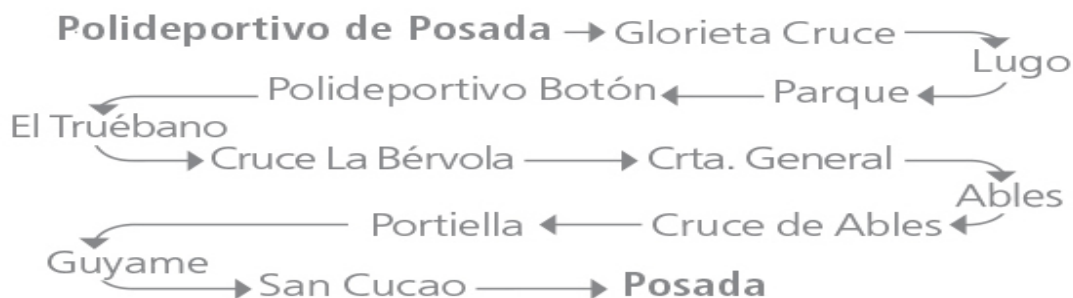 Polideportivo de Posada → Glorieta Cruce
Lugo
Polideportivo Botón ← Parque
El Truébano
Cruce La Bérvola → Crta. General
Ables
Portiella ← Cruce de Ables
Guyame
San Cucao → Posada